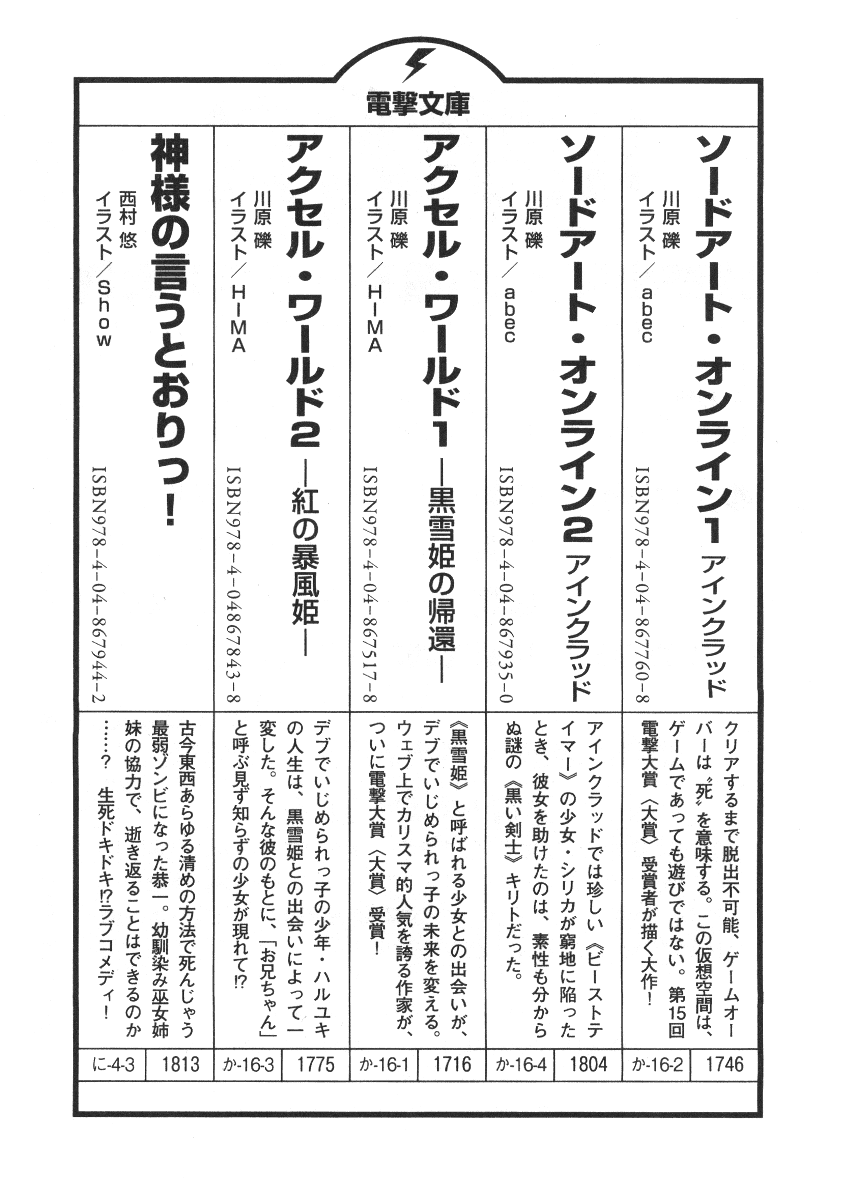 電撃文庫
ソードアート・オンライン1 アインクラッド
川原 礫
イラスト/abec
ISBN978-4-04-867760-8
クリアするまで脱出不可能、ゲームオー
バーは〝死〟を意味する。この仮想空間は、
ゲームであっても遊びではない。第15回
電撃大賞〈大賞〉受賞者が描く大作!
か-16-2
1746
ソードアート・オンライン2 アインクラッド
川原 礫
イラスト/abec
ISBN978-4-04-867935-0
アインクラッドでは珍しい《ビーストテ
イマー》の少女・シリカが窮地に陥った
とき、彼女を助けたのは、素性も分から
ぬ謎の《黒い剣士》キリトだった。
か-16-4
1804
アクセル・ワールド1 ―黒雪姫の帰還―
川原 礫
イラスト/HIMA
ISBN978-4-04-867517-8
《黒雪姫》と呼ばれる少女との出会いが、
デブでいじめられっ子の未来を変える。
ウェブ上でカリスマ的人気を誇る作家が、
ついに電撃大賞〈大賞〉受賞!
か-16-1
1716
アクセル・ワールド2 ―紅の暴風姫―
川原 礫
イラスト/HIMA
ISBN978-4-04867843-8
デブでいじめられっ子の少年・ハルユキ
の人生は、黒雪姫との出会いによって一
変した。そんな彼のもとに、「お兄ちゃん」
と呼ぶ見ず知らずの少女が現れて!?
か-16-3
1775
神様の言うとおりっ!
西村 悠
イラスト/Show
ISBN978-4-04-867944-2
古今東西あらゆる清めの方法で死んじゃう
最弱ゾンビになった恭一。幼馴染み巫女姉
妹の協力で、逝き返ることはできるのか
……? 生死ドキドキ!?ラブコメディ!
に-4-3
1813